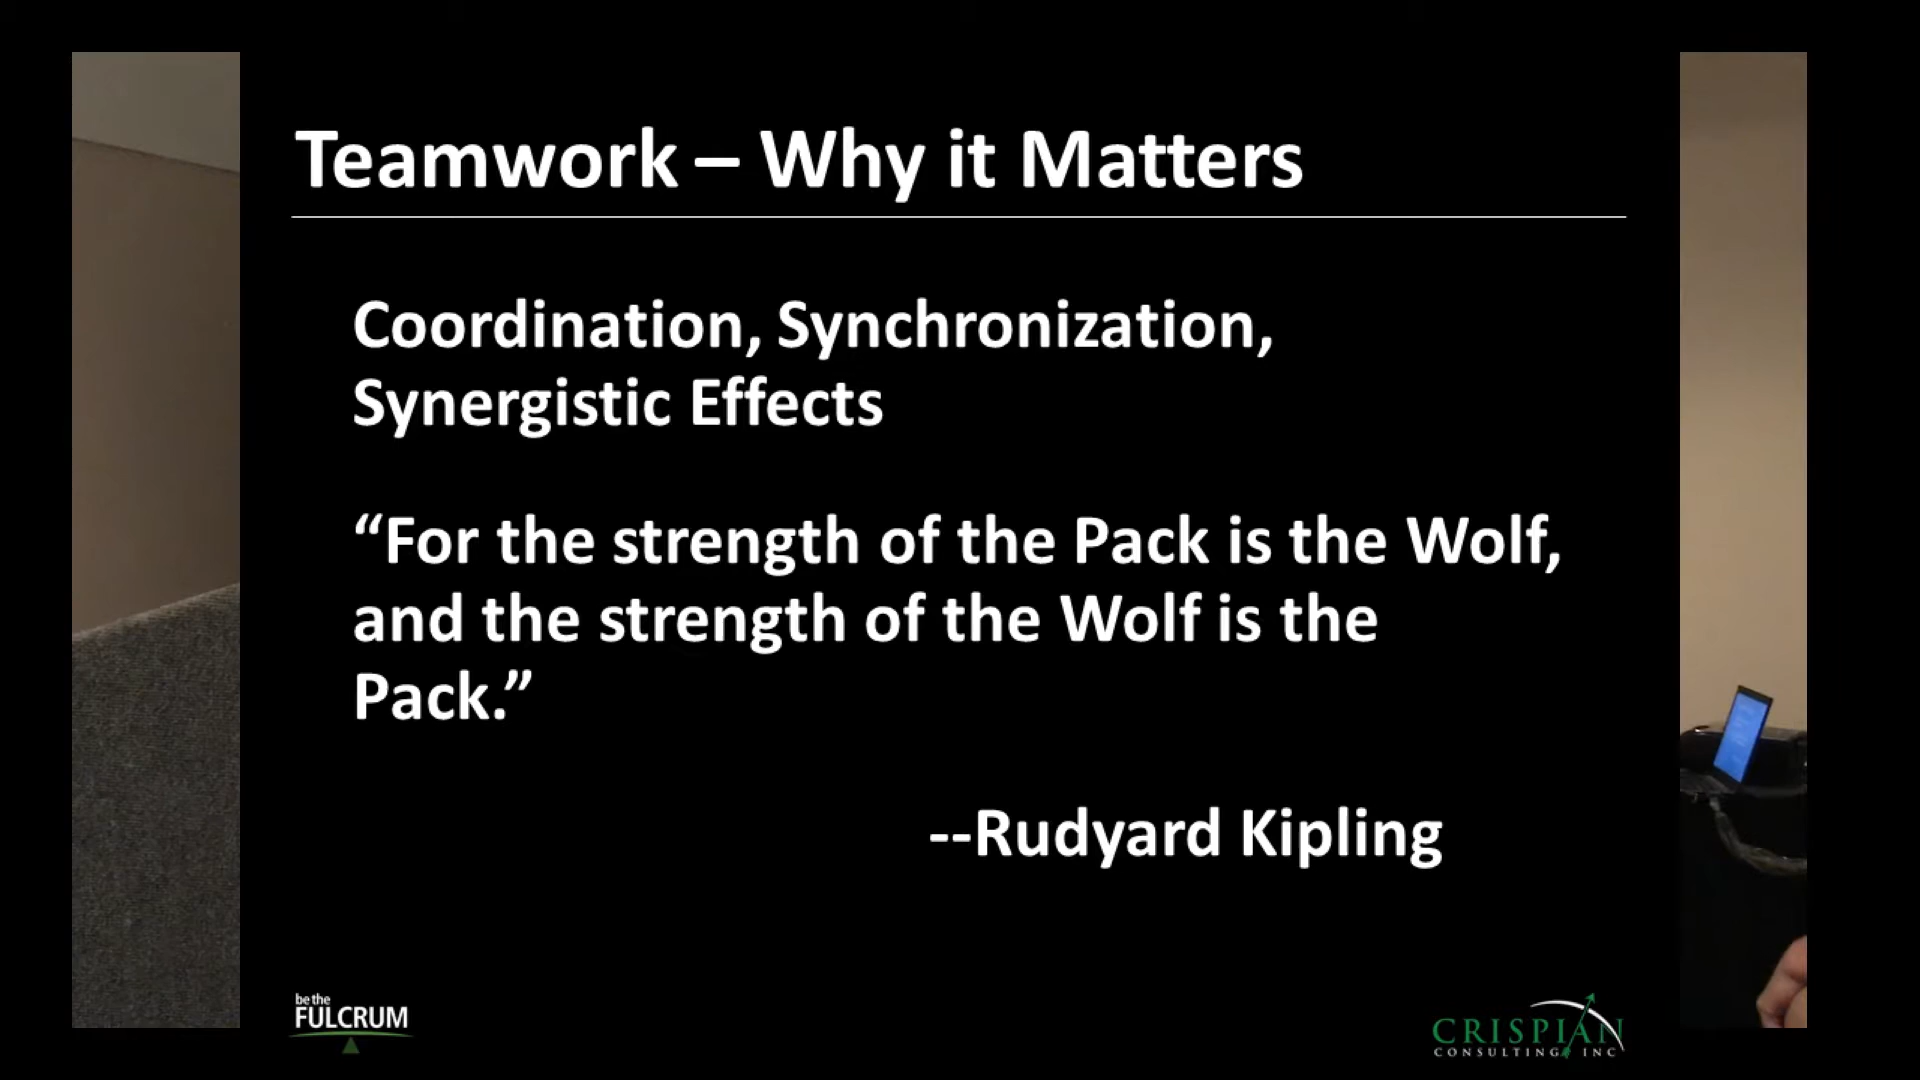 Teamwork – Why it Matters
Coordination, Synchronization,
Synergistic Effects
“For the strength of the Pack is the Wolf,
and the strength of the Wolf is the
Pack.”
--Rudyard Kipling
be the
FULCRUM
CRISPIAN
CONSULTING INC